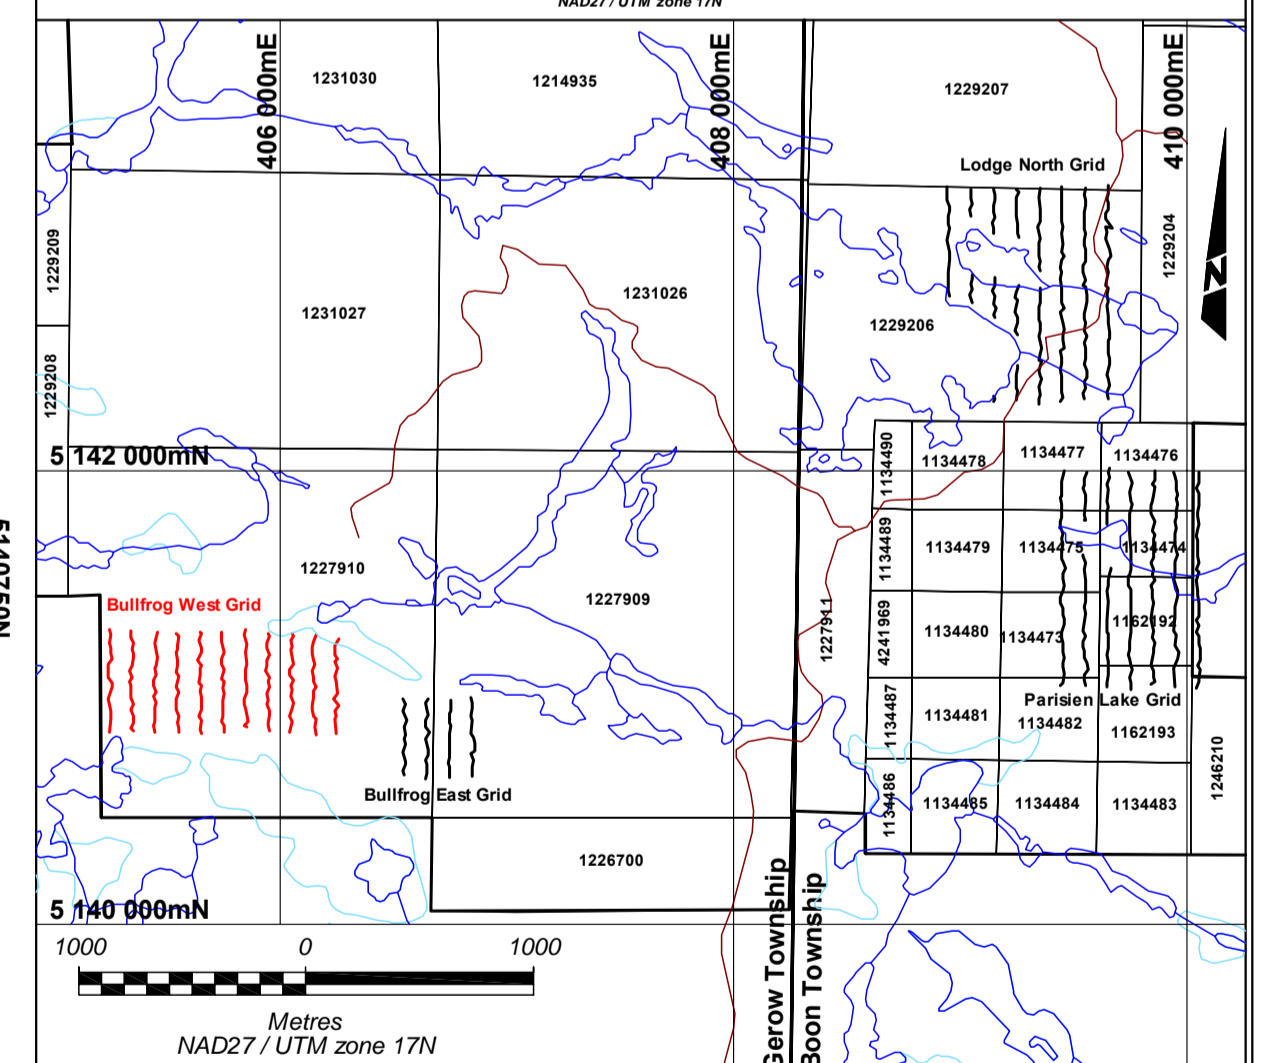 NAD27 / UTM zone 17N
406 000mE
408 000mE
410 000mE
1231030
1214935
1229207
Lodge North Grid
1229209
1229204
1231027
1231026
1229206
1229208
5 142 000mN
1134490
1134478
1134477
1134476
1134489
1134479
1134475
1134474
1227910
1227909
1227911
Bullfrog West Grid
4241969
1134480
1134473
1162192
Parisien Lake Grid
1134487
1134481
1134482
1162193
1246210
Bullfrog East Grid
1134486
1134485
1134484
1134483
1226700
5 140 000mN
Gerow Township
Boon Township
1000 0 1000
Metres
NAD27 / UTM zone 17N
N